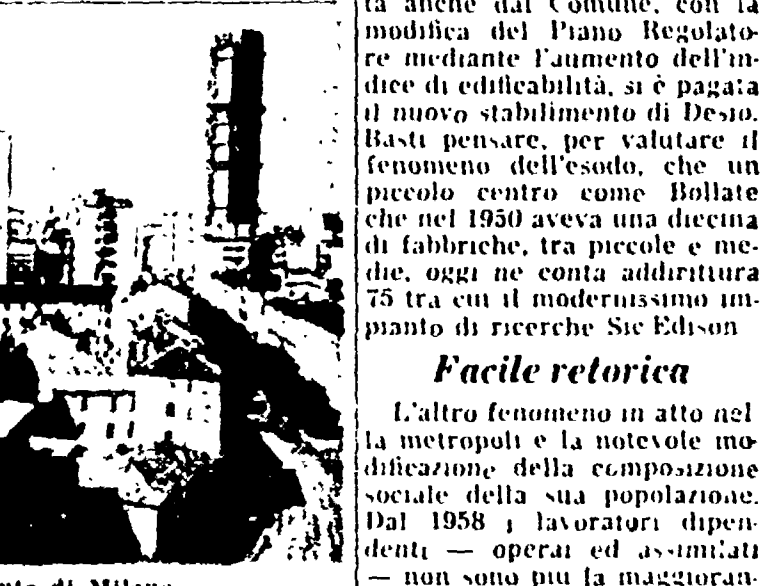 ta anche dal Comune, con la
modifica del Piano Regolato-
re mediante l'aumento dell'in-
dice di edificabilità, si è pagata
il nuovo stabilimento di Desio.
Basti pensare, per valutare il
fenomeno dell'esodo, che un
piccolo centro come Bollate
che nel 1950 aveva una diecina
di fabbriche, tra piccole e me-
die, oggi ne conta addirittura
75 tra cui il modernissimo im-
pianto di ricerche Sic Edison
Facile retorica
L'altro fenomeno in atto nel-
la metropoli e la notevole mo-
dificazione della composizione
sociale della sua popolazione.
Dal 1958 i lavoratori dipen-
denti — operai ed assimilati
— non sono più la maggioran-
di Milano